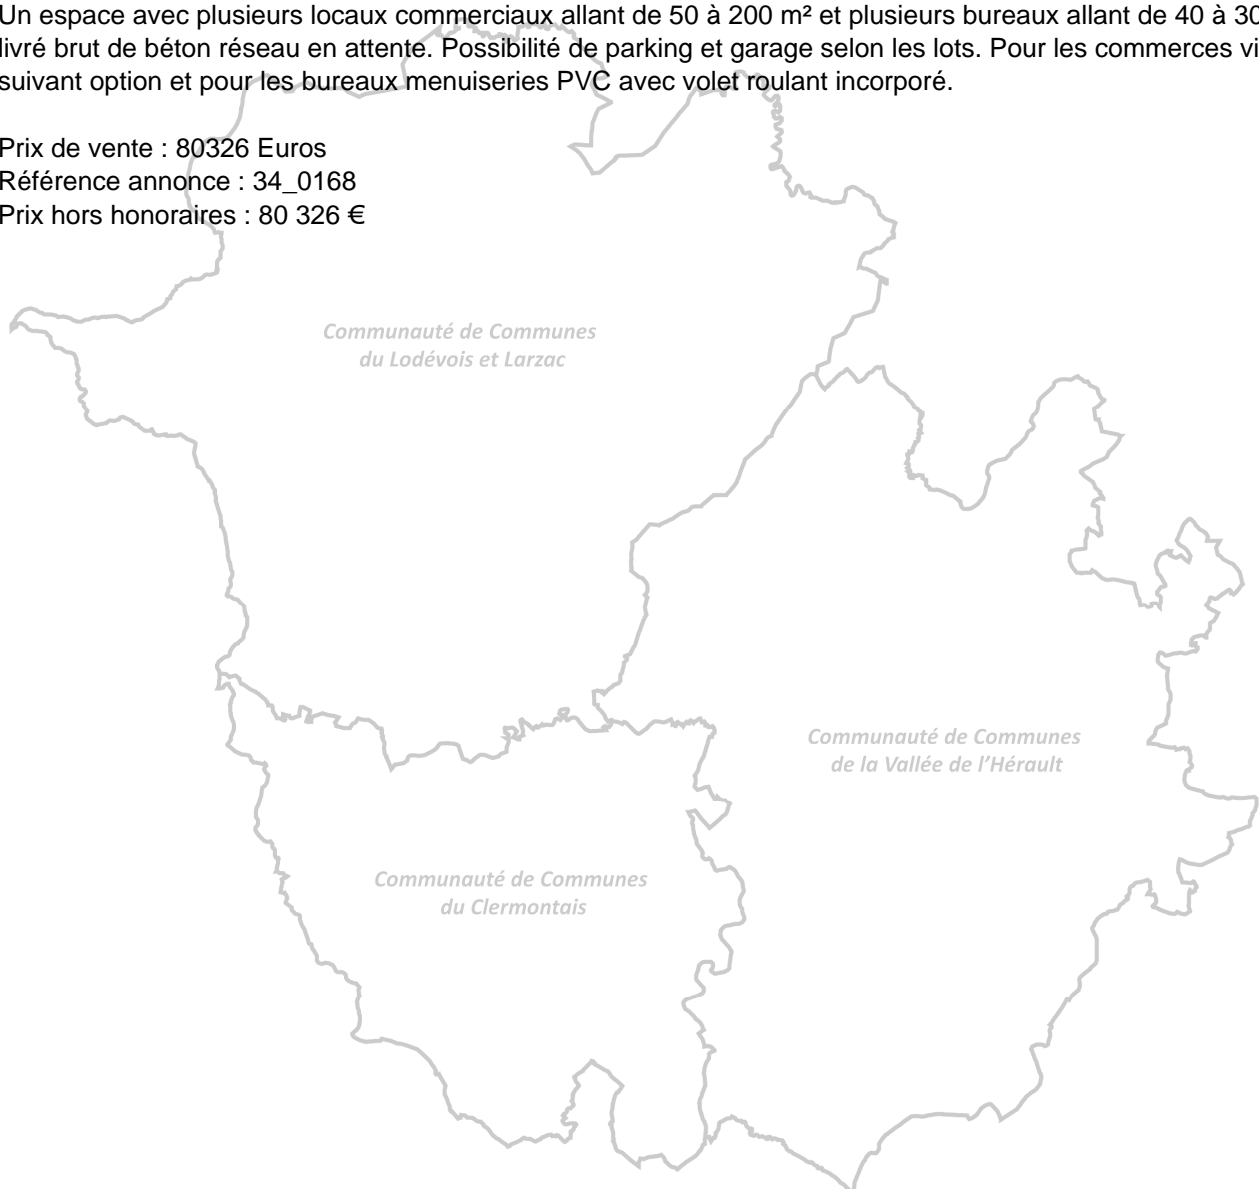 Un espace avec plusieurs locaux commerciaux allant de 50 à 200 m² et plusieurs bureaux allant de 40 à 30
livré brut de béton réseau en attente. Possibilité de parking et garage selon les lots. Pour les commerces vi
suivant option et pour les bureaux menuiseries PVC avec volet roulant incorporé.
Prix de vente : 80326 Euros
Référence annonce : 34_0168
Prix hors honoraires : 80 326 €
Communauté de Communes
du Lodévois et Larzac
Communauté de Communes
de la Vallée de l'Hérault
Communauté de Communes
du Clermontais